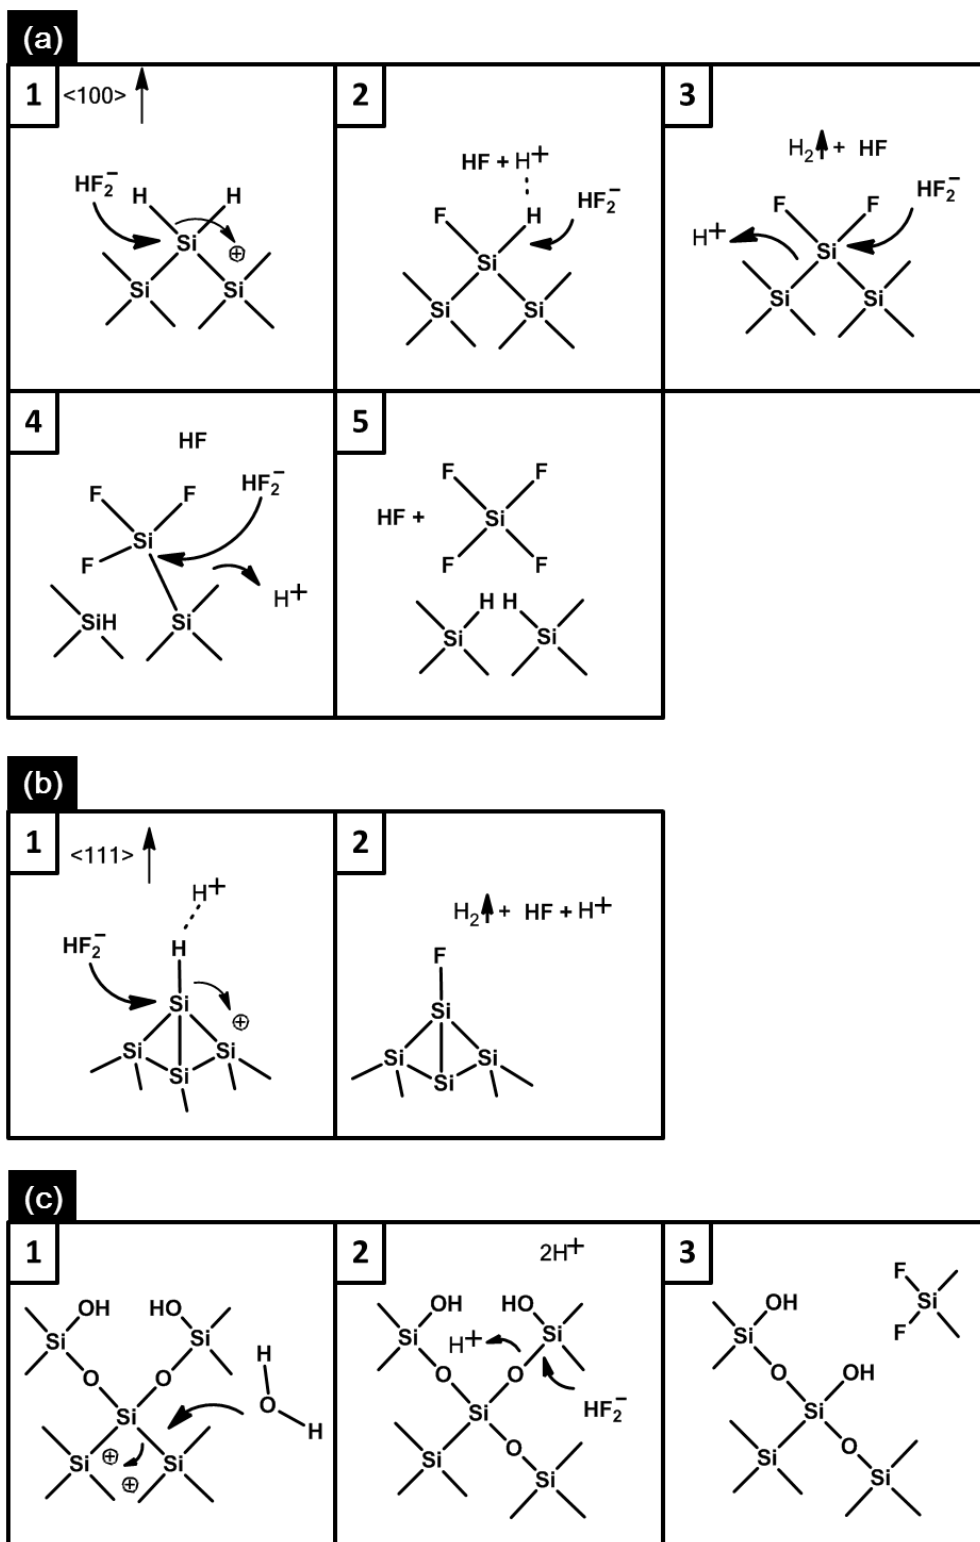 (a)
1 <100>
HF₂⁻ H H
Si ⊕
Si Si
2
HF + H+
F H HF₂⁻
Si
Si Si
3
H₂ + HF
F F HF₂⁻
H+ Si
Si Si
4
HF
F F HF₂⁻
Si
F
H+
SiH Si
5
F F
HF + Si
F F
H H
Si Si
(b)
1 <111>
H+
HF₂⁻ H
Si
⊕
Si Si
Si
2
H₂ + HF + H+
F
Si
Si Si
Si
(c)
1
OH HO
Si Si
H
O O
O
Si H
Si ⊕ Si
⊕
2
2H+
OH HO
Si H+ Si
O O
Si HF₂⁻
O
Si Si
3
F
Si
OH F
Si
O OH
Si
O
Si Si